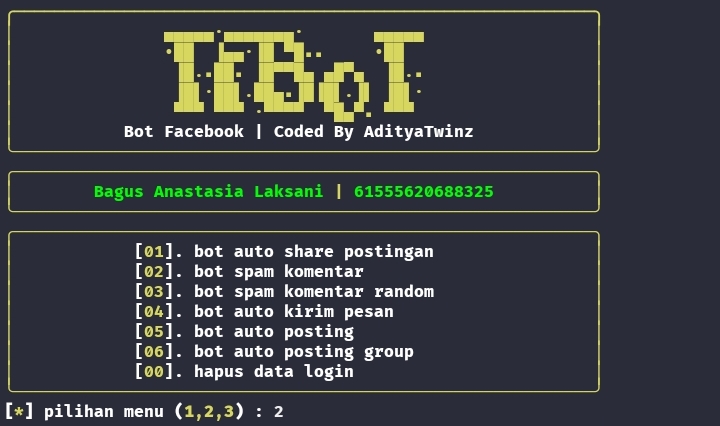 Bot Facebook | Coded By AdityaTwinz
Bagus Anastasia Laksani | 61555620688325
[01]. bot auto share postingan
[02]. bot spam komentar
[03]. bot spam komentar random
[04]. bot auto kirim pesan
[05]. bot auto posting
[06]. bot auto posting group
[00]. hapus data login
[*] pilihan menu (1,2,3) : 2